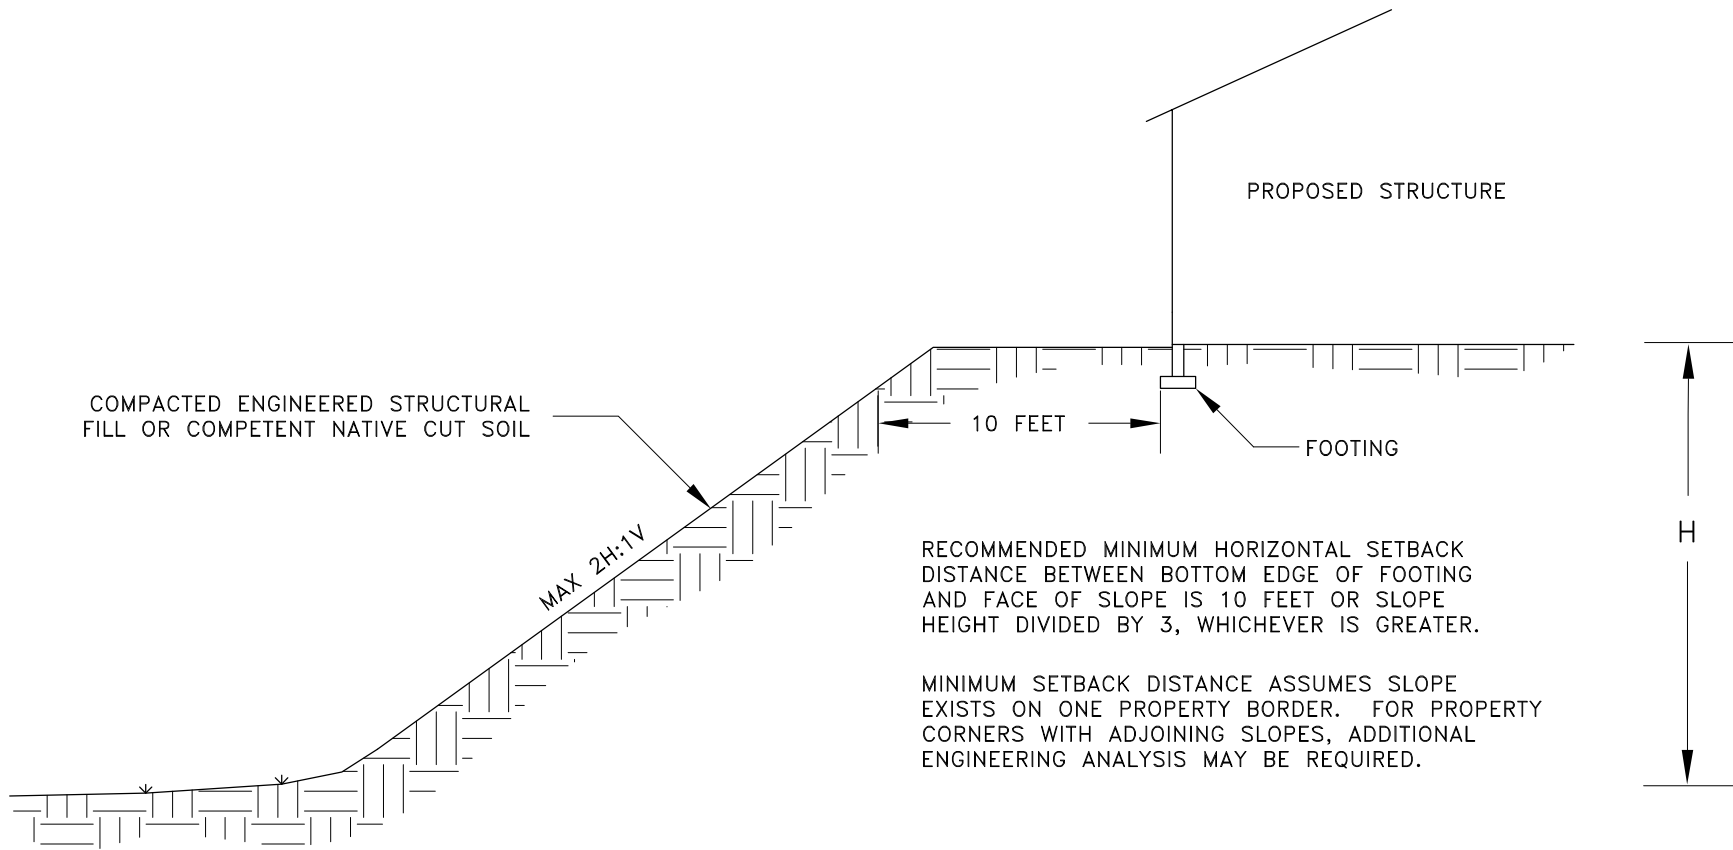 PROPOSED STRUCTURE
COMPACTED ENGINEERED STRUCTURAL
FILL OR COMPETENT NATIVE CUT SOIL
10 FEET
FOOTING
MAX 2H:1V
H
RECOMMENDED MINIMUM HORIZONTAL SETBACK
DISTANCE BETWEEN BOTTOM EDGE OF FOOTING
AND FACE OF SLOPE IS 10 FEET OR SLOPE
HEIGHT DIVIDED BY 3, WHICHEVER IS GREATER.
MINIMUM SETBACK DISTANCE ASSUMES SLOPE
EXISTS ON ONE PROPERTY BORDER. FOR PROPERTY
CORNERS WITH ADJOINING SLOPES, ADDITIONAL
ENGINEERING ANALYSIS MAY BE REQUIRED.